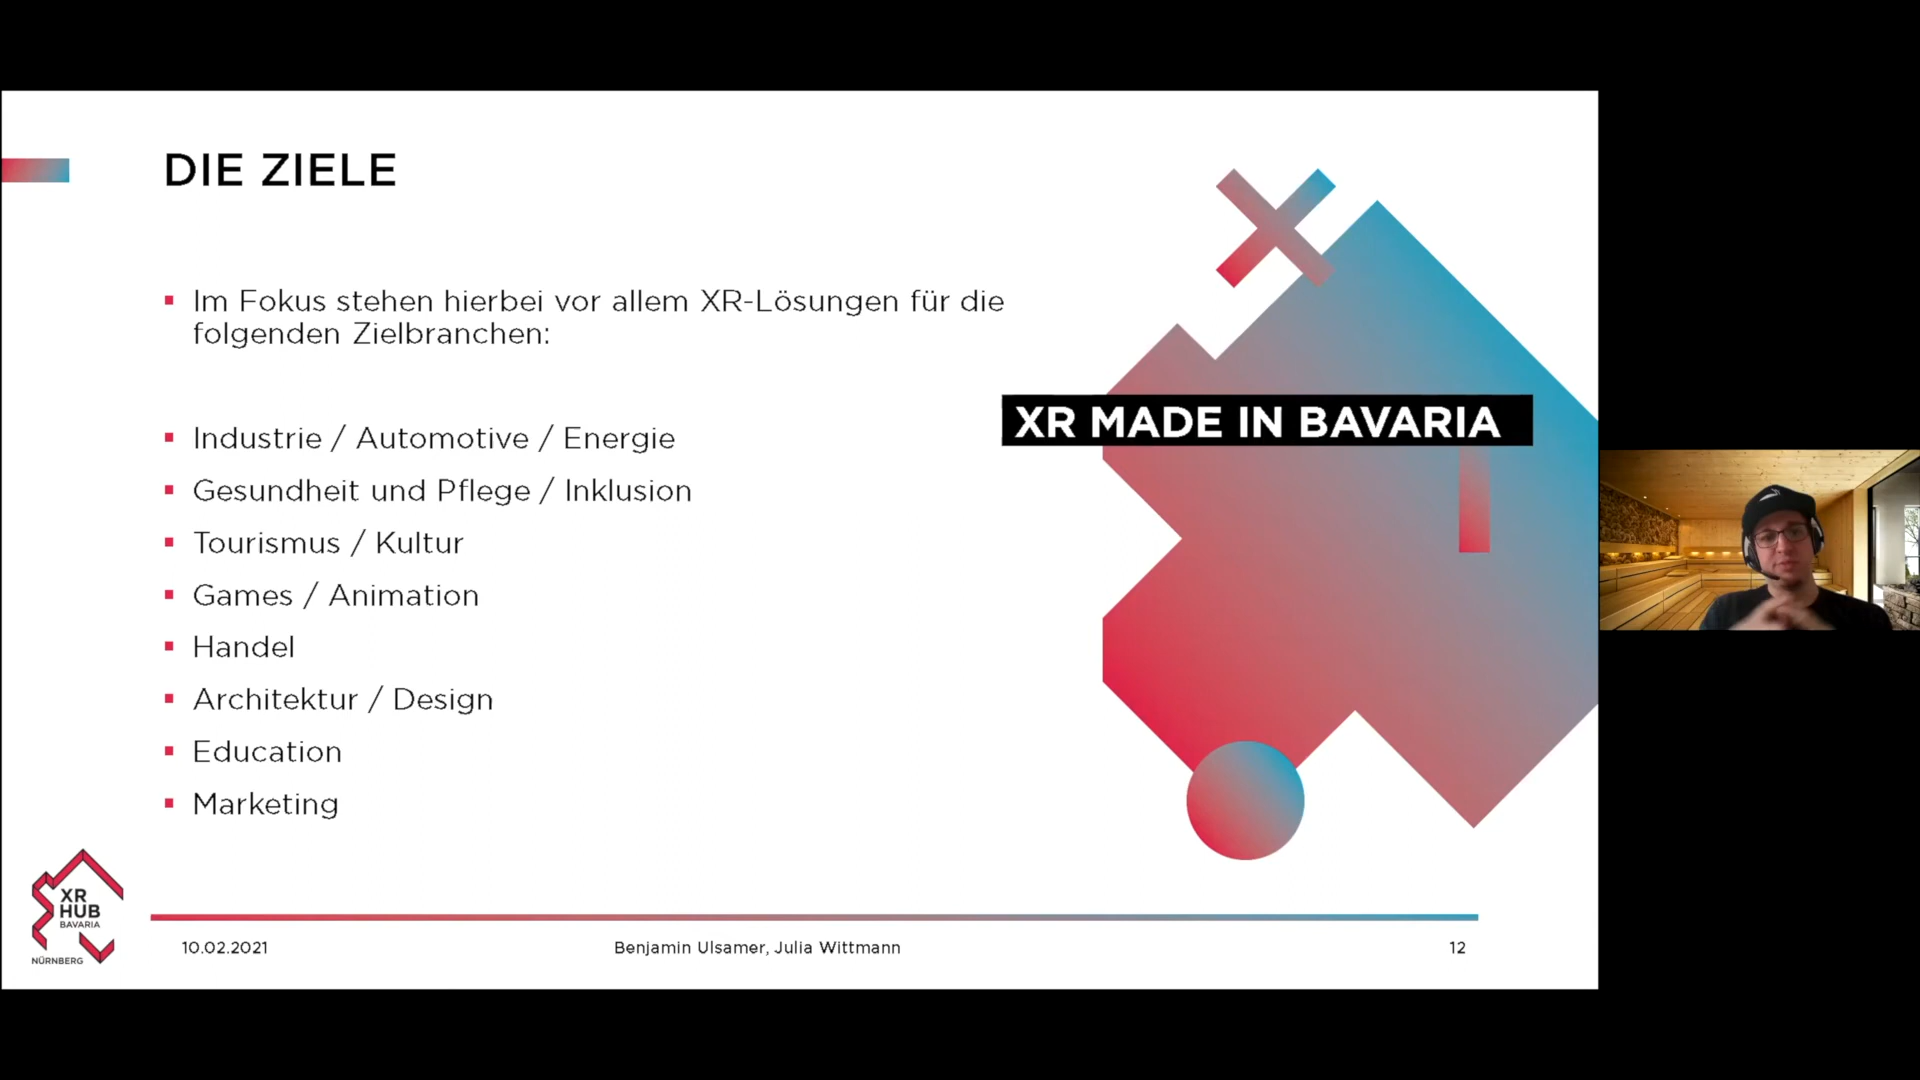 DIE ZIELE
▪ Im Fokus stehen hierbei vor allem XR-Lösungen für die
folgenden Zielbranchen:
▪ Industrie / Automotive / Energie
▪ Gesundheit und Pflege / Inklusion
▪ Tourismus / Kultur
▪ Games / Animation
▪ Handel
▪ Architektur / Design
▪ Education
▪ Marketing
XR MADE IN BAVARIA
XR
HUB
BAVARIA
NÜRNBERG
10.02.2021
Benjamin Ulsamer, Julia Wittmann
12